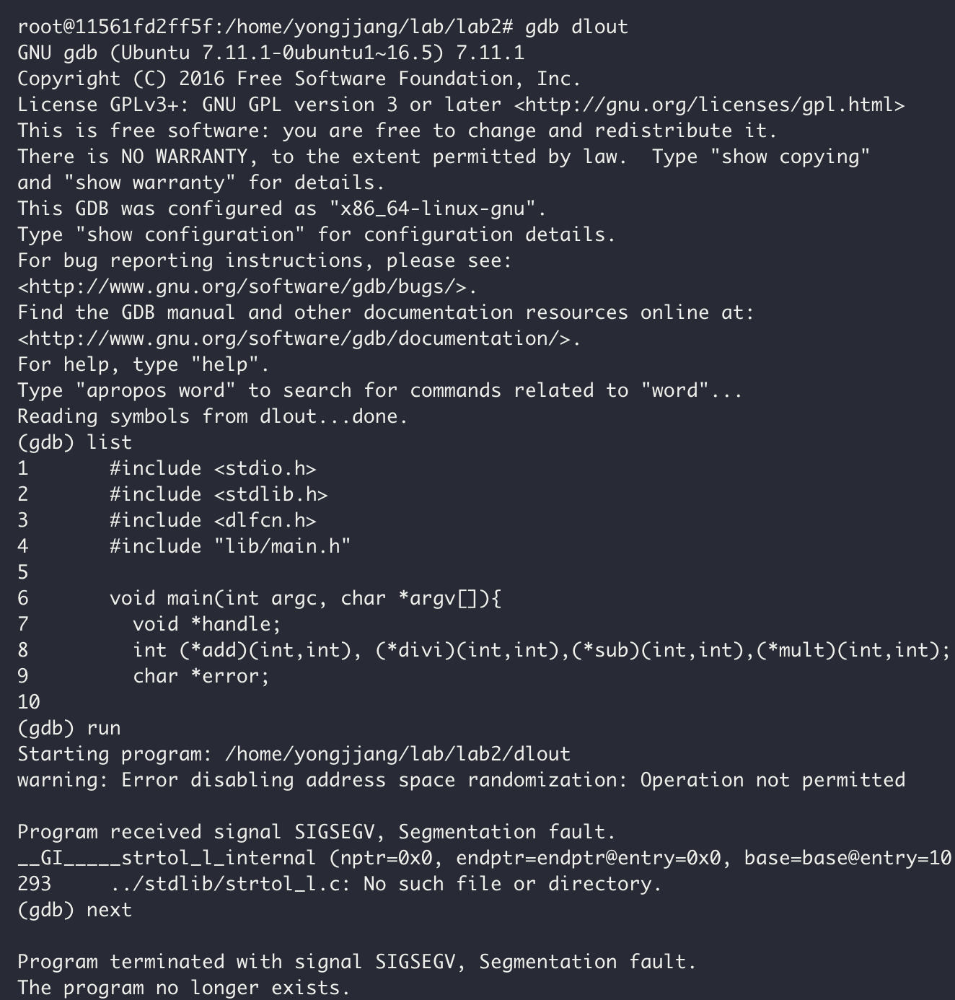 root@11561fd2ff5f:/home/yongjjang/lab/lab2# gdb dlout
GNU gdb (Ubuntu 7.11.1-0ubuntu1~16.5) 7.11.1
Copyright (C) 2016 Free Software Foundation, Inc.
License GPLv3+: GNU GPL version 3 or later <http://gnu.org/licenses/gpl.html>
This is free software: you are free to change and redistribute it.
There is NO WARRANTY, to the extent permitted by law.  Type "show copying"
and "show warranty" for details.
This GDB was configured as "x86_64-linux-gnu".
Type "show configuration" for configuration details.
For bug reporting instructions, please see:
<http://www.gnu.org/software/gdb/bugs/>.
Find the GDB manual and other documentation resources online at:
<http://www.gnu.org/software/gdb/documentation/>.
For help, type "help".
Type "apropos word" to search for commands related to "word"...
Reading symbols from dlout...done.
(gdb) list
1       #include <stdio.h>
2       #include <stdlib.h>
3       #include <dlfcn.h>
4       #include "lib/main.h"
5
6       void main(int argc, char *argv[]){
7         void *handle;
8         int (*add)(int,int), (*divi)(int,int),(*sub)(int,int),(*mult)(int,int);
9         char *error;
10
(gdb) run
Starting program: /home/yongjjang/lab/lab2/dlout
warning: Error disabling address space randomization: Operation not permitted

Program received signal SIGSEGV, Segmentation fault.
__GI_____strtol_l_internal (nptr=0x0, endptr=endptr@entry=0x0, base=base@entry=10
293     ../stdlib/strtol_l.c: No such file or directory.
(gdb) next

Program terminated with signal SIGSEGV, Segmentation fault.
The program no longer exists.